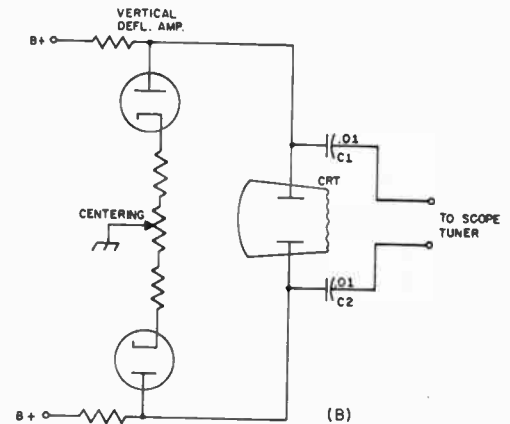 VERTICAL
DEFL. AMP.
B+
.01
C1
CRT
CENTERING
TO SCOPE
TUNER
.01
C2
B+
(B)